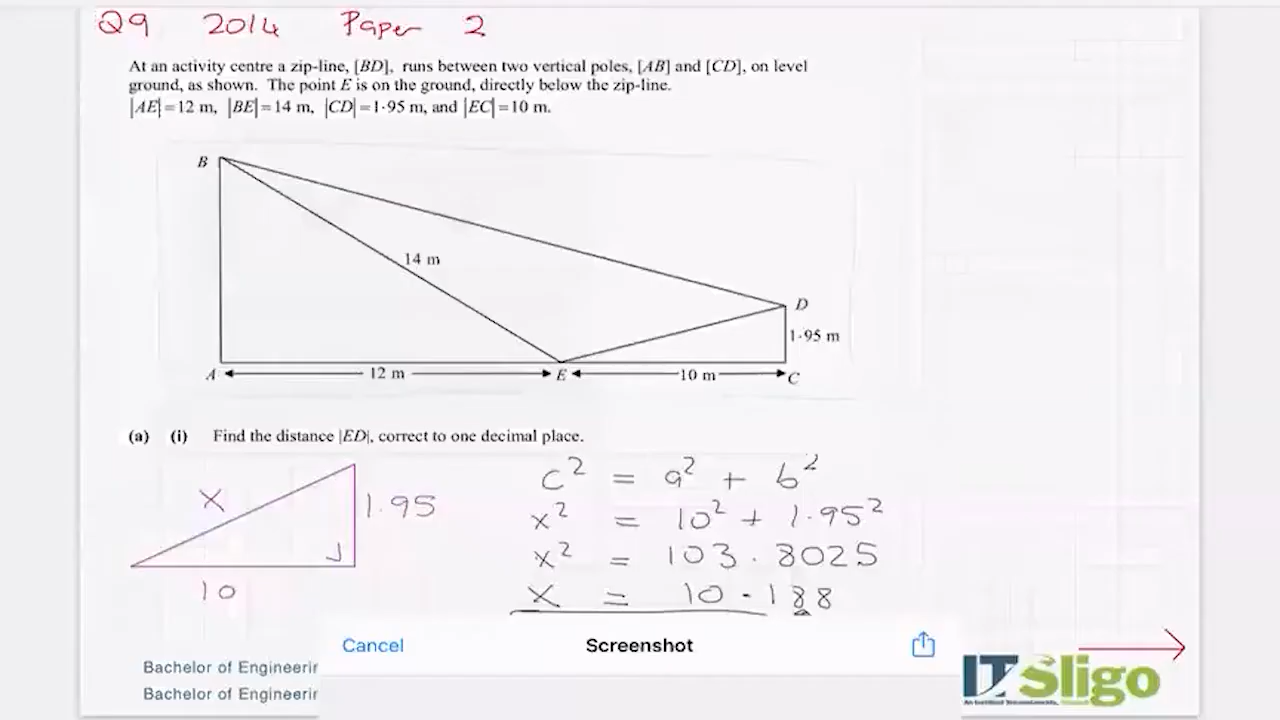 Q9 2014 Paper 2
At an activity centre a zip-line, [BD], runs between two vertical poles, [AB] and [CD], on level
ground, as shown. The point E is on the ground, directly below the zip-line.
|AE| = 12 m, |BE| = 14 m, |CD| = 1·95 m, and |EC| = 10 m.
B
14 m
D
1·95 m
A 12 m E 10 m C
(a) (i) Find the distance |ED|, correct to one decimal place.
c² = a² + b²
X 1.95
x² = 10² + 1.95²
x² = 103.8025
10
x = 10.188
Cancel Screenshot
Bachelor of Engineerin
Bachelor of Engineerin
IT Sligo